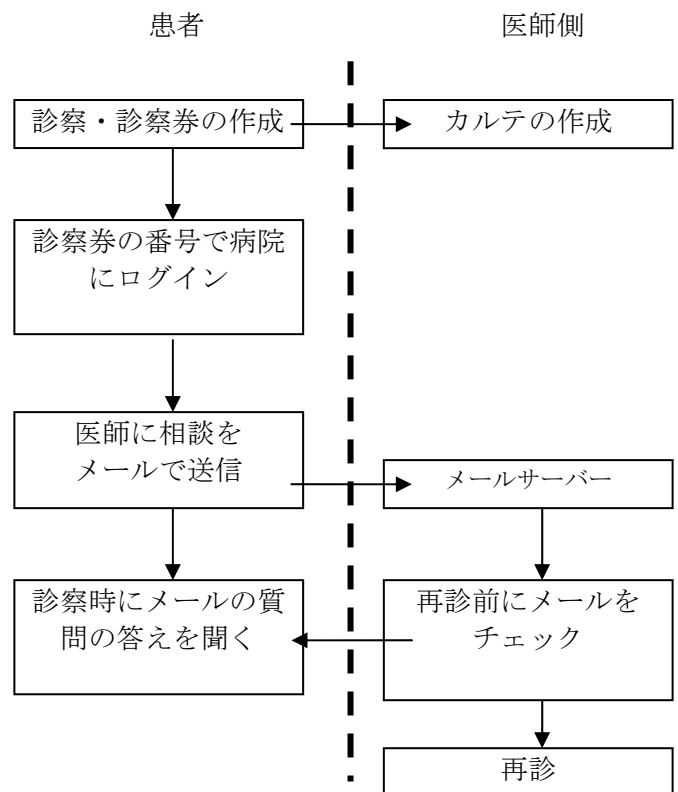 患者
医師側
診察・診察券の作成
カルテの作成
診察券の番号で病院
にログイン
医師に相談を
メールで送信
メールサーバー
診察時にメールの質
問の答えを聞く
再診前にメールを
チェック
再診